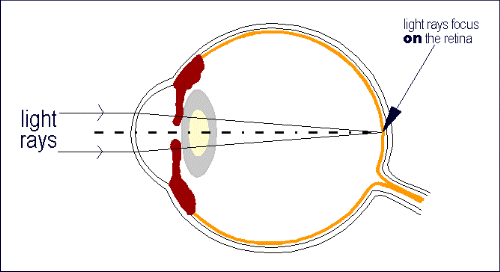 light rays focus
on the retina
light
rays